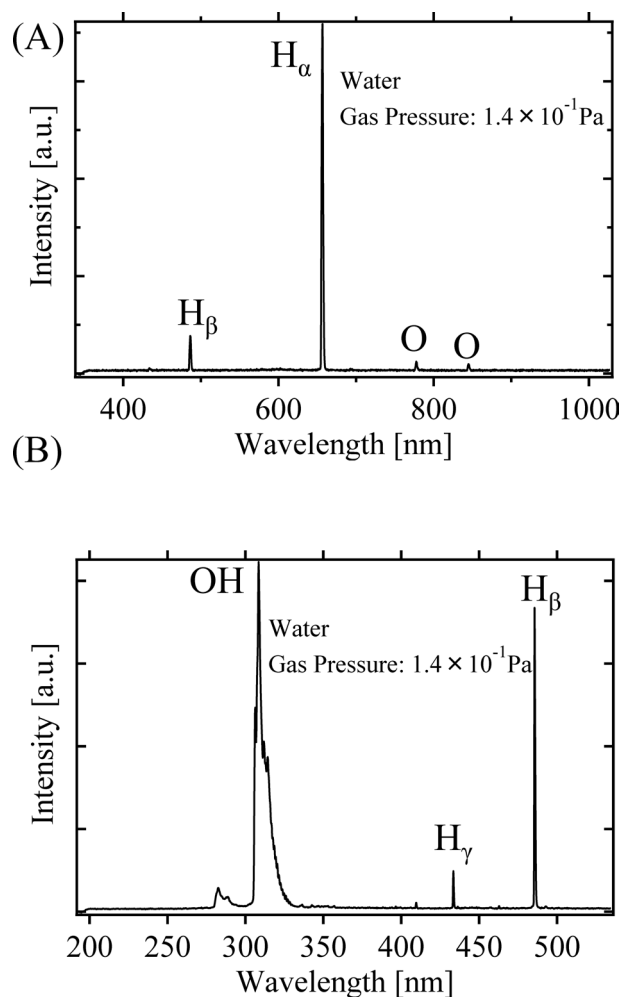 (A)
Hα
Water
Gas Pressure: 1.4 × 10⁻¹Pa
Hβ
O
O
Intensity [a.u.]
400
600
800
1000
Wavelength [nm]
(B)
OH
Water
Gas Pressure: 1.4 × 10⁻¹Pa
Hβ
Hγ
Intensity [a.u.]
200
250
300
350
400
450
500
Wavelength [nm]